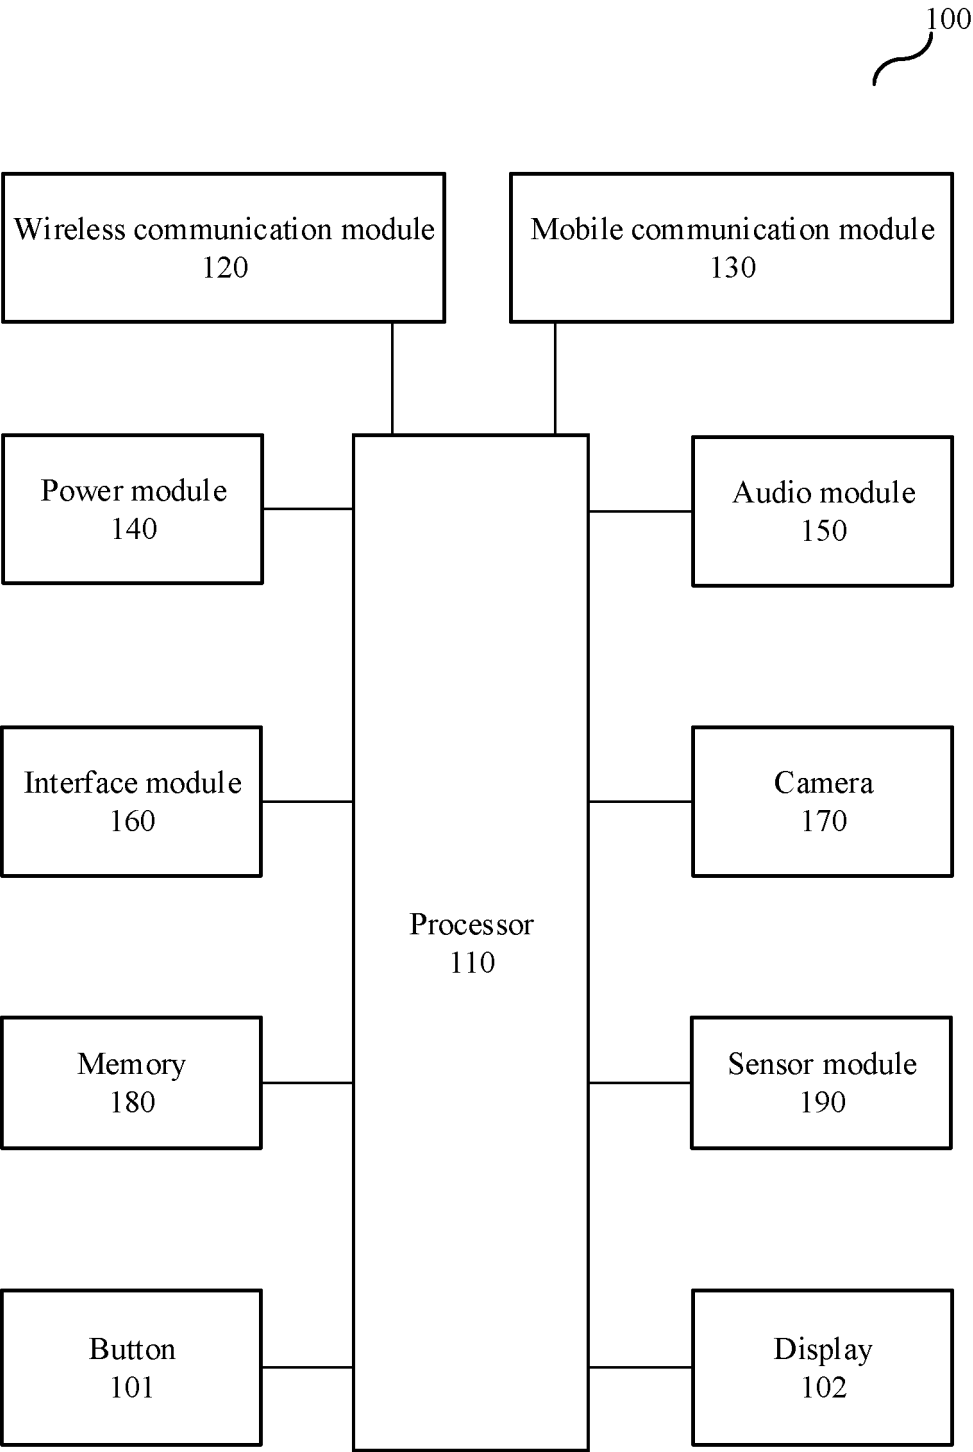 100
Wireless communication module
120
Mobile communication module
130
Power module
140
Audio module
150
Interface module
160
Camera
170
Processor
110
Memory
180
Sensor module
190
Button
101
Display
102